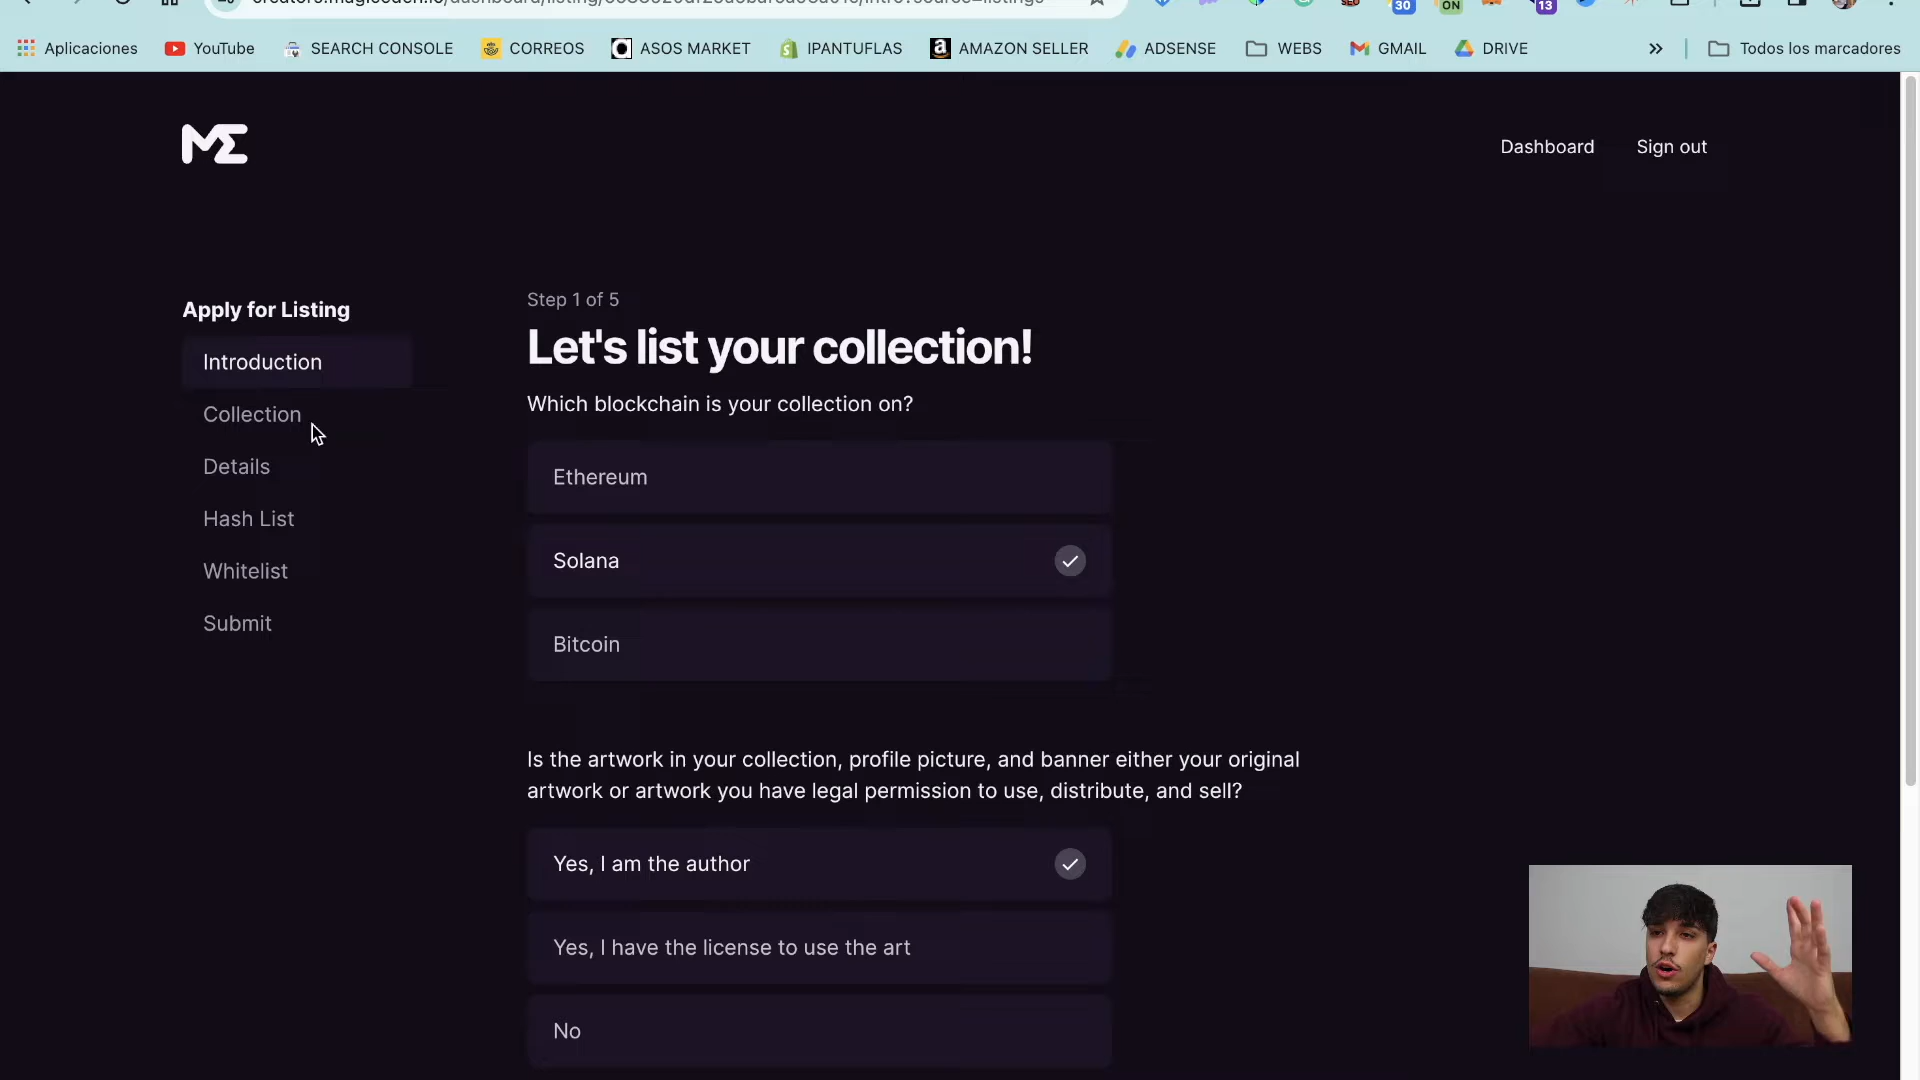 Aplicaciones
YouTube
SEARCH CONSOLE
CORREOS
ASOS MARKET
IPANTUFLAS
AMAZON SELLER
ADSENSE
WEBS
GMAIL
DRIVE
Todos los marcadores
30
ON
13
ME
Dashboard
Sign out
Apply for Listing
Introduction
Collection
Details
Hash List
Whitelist
Submit
Step 1 of 5
Let's list your collection!
Which blockchain is your collection on?
Ethereum
Solana
Bitcoin
Is the artwork in your collection, profile picture, and banner either your original
artwork or artwork you have legal permission to use, distribute, and sell?
Yes, I am the author
Yes, I have the license to use the art
No